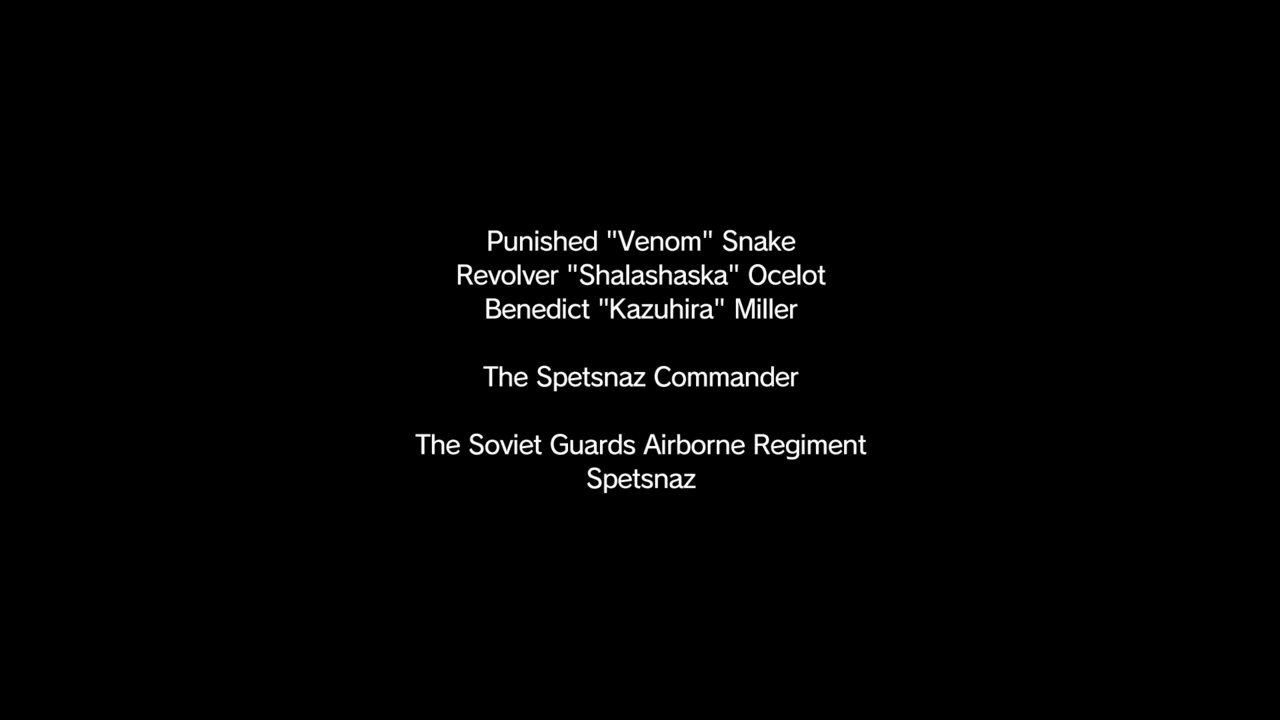 Punished "Venom" Snake
Revolver "Shalashaska" Ocelot
Benedict "Kazuhira" Miller
The Spetsnaz Commander
The Soviet Guards Airborne Regiment
Spetsnaz